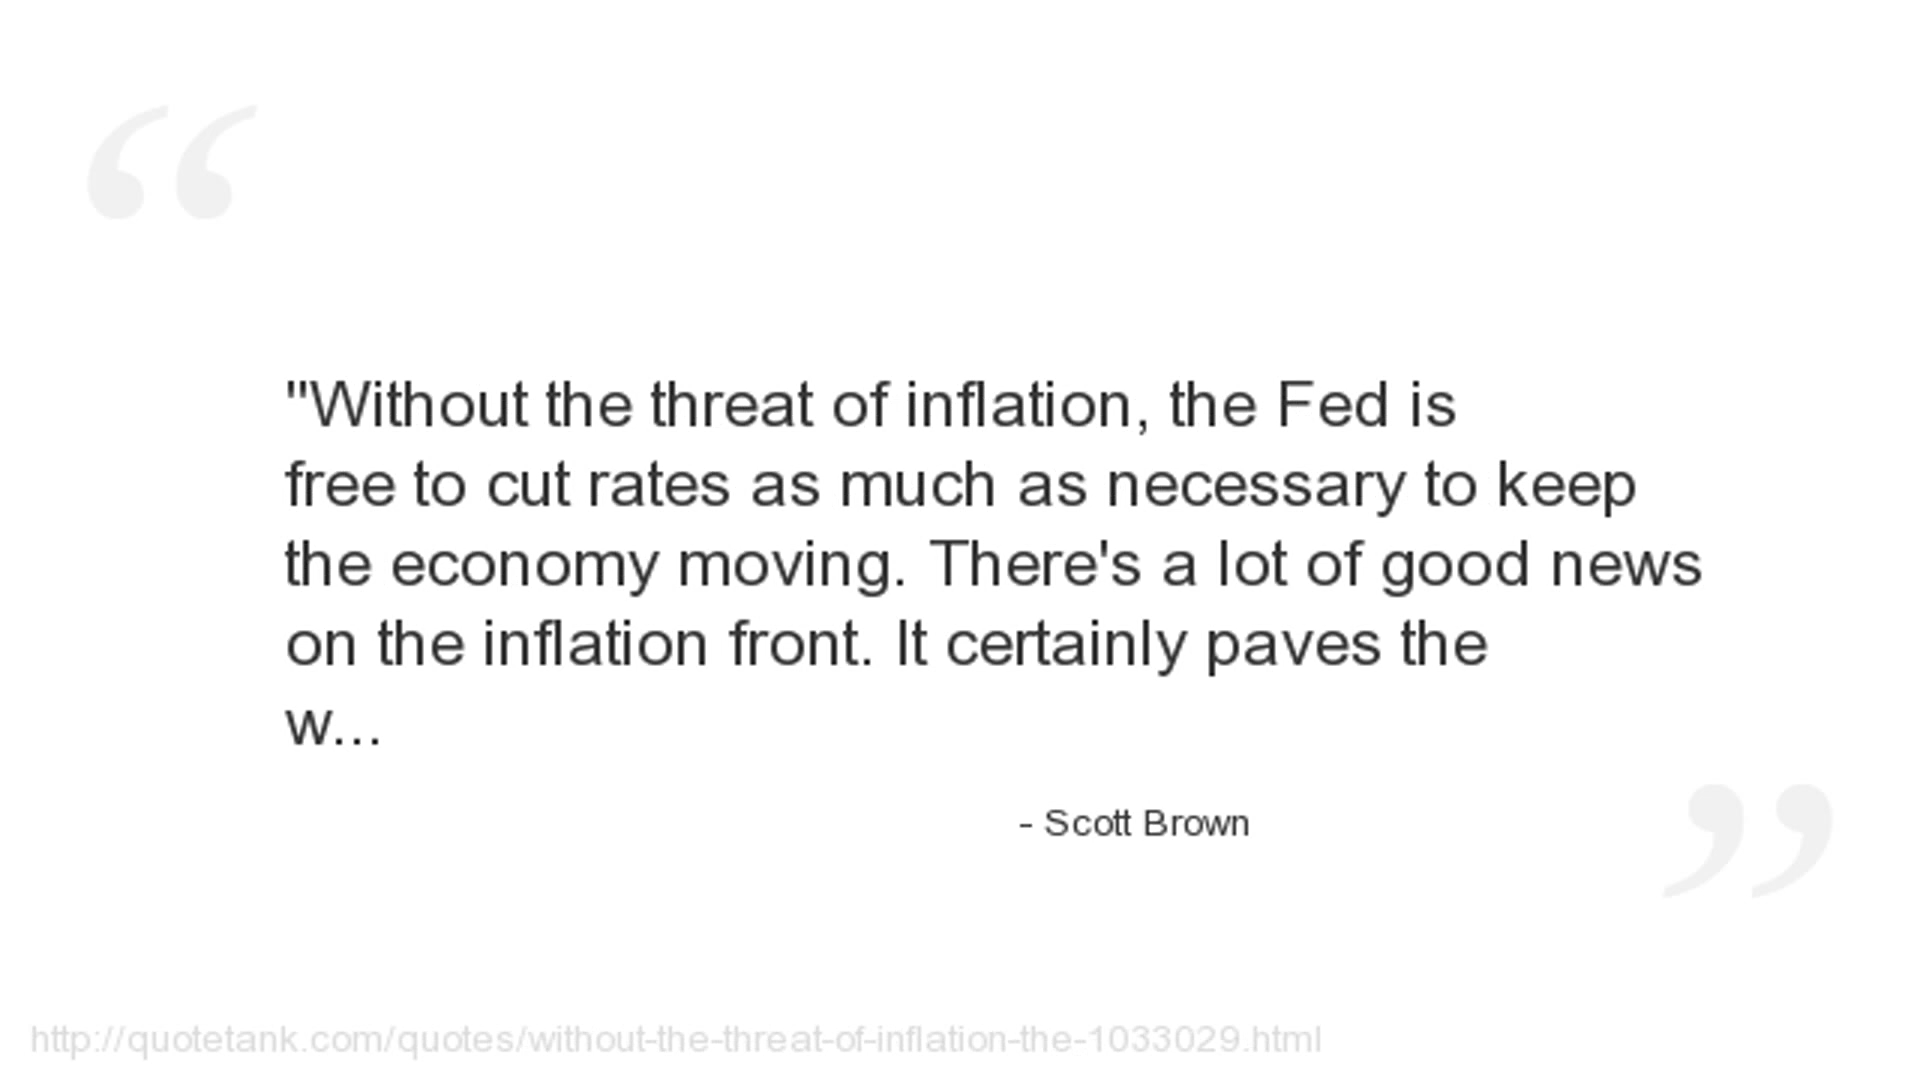 "Without the threat of inflation, the Fed is
free to cut rates as much as necessary to keep
the economy moving. There's a lot of good news
on the inflation front. It certainly paves the
w...
- Scott Brown
http://quotetank.com/quotes/without-the-threat-of-inflation-the-1033029.html